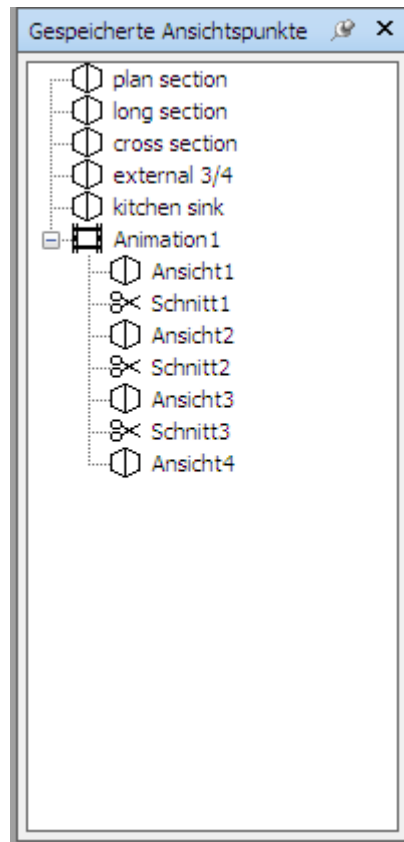 Gespeicherte Ansichtspunkte
plan section
long section
cross section
external 3/4
kitchen sink
Animation1
Ansicht1
Schnitt1
Ansicht2
Schnitt2
Ansicht3
Schnitt3
Ansicht4